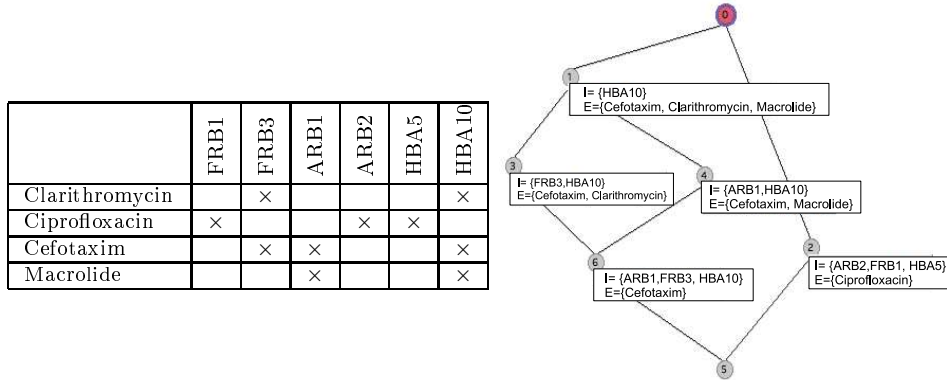 FRB1 FRB3 ARB1 ARB2 HBA5 HBA10
Clarithromycin × ×
Ciprofloxacin × × ×
Cefotaxim × × ×
Macrolide × ×
0
1
I= {HBA10}
E={Cefotaxim, Clarithromycin, Macrolide}
3
I= {FRB3,HBA10}
E={Cefotaxim, Clarithromycin}
4
I= {ARB1,HBA10}
E={Cefotaxim, Macrolide}
2
I= {ARB2,FRB1, HBA5}
E={Ciprofloxacin}
6
I= {ARB1,FRB3, HBA10}
E={Cefotaxim}
5